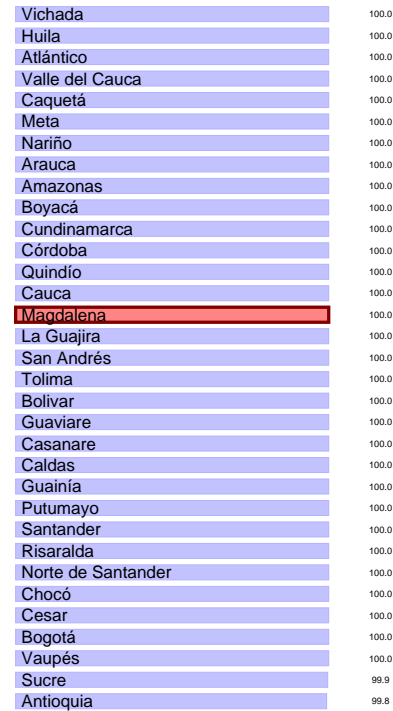 Vichada 100.0
Huila 100.0
Atlántico 100.0
Valle del Cauca 100.0
Caquetá 100.0
Meta 100.0
Nariño 100.0
Arauca 100.0
Amazonas 100.0
Boyacá 100.0
Cundinamarca 100.0
Córdoba 100.0
Quindío 100.0
Cauca 100.0
Magdalena 100.0
La Guajira 100.0
San Andrés 100.0
Tolima 100.0
Bolivar 100.0
Guaviare 100.0
Casanare 100.0
Caldas 100.0
Guainía 100.0
Putumayo 100.0
Santander 100.0
Risaralda 100.0
Norte de Santander 100.0
Chocó 100.0
Cesar 100.0
Bogotá 100.0
Vaupés 100.0
Sucre 99.9
Antioquia 99.8